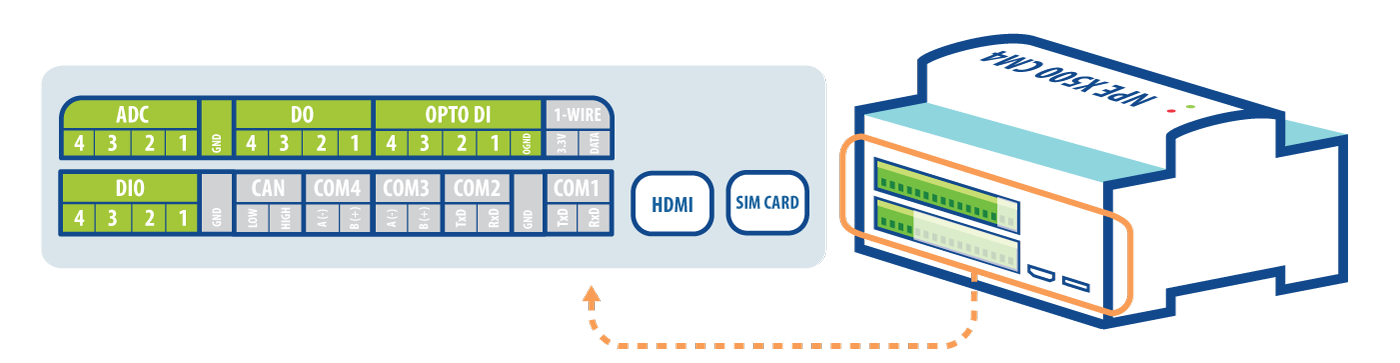 ADC GND DO OPTO DI 1-WIRE
4 3 2 1 4 3 2 1 4 3 2 1 OGND 3.3V DATA
DIO GND CAN COM4 COM3 COM2 GND COM1
4 3 2 1 LOW HIGH A (-) B (+) A (-) B (+) TxD RxD TxD RxD
HDMI
SIM CARD
NPE X500 CM4